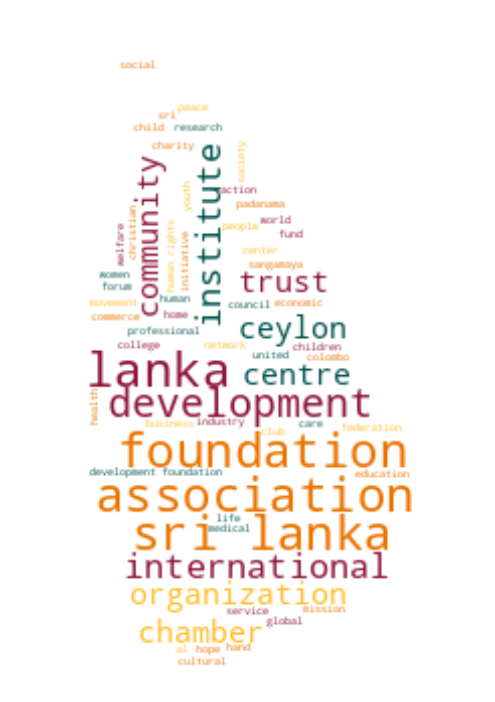 social
peace
sri
child research
charity
society
institute
community
youth
action
padanama
christian
world
people
welfare
human rights
initiative
fund
center
sangamaya
women
trust
forum
human
movement
council economic
home
commerce
ceylon
professional
college
network
children
united
colombo
lanka
centre
development
health
business industry
care
club
federation
foundation
development foundation
education
association
life
sri lanka
medical
international
organization
service
mission
global
chamber
al hope hand
cultural